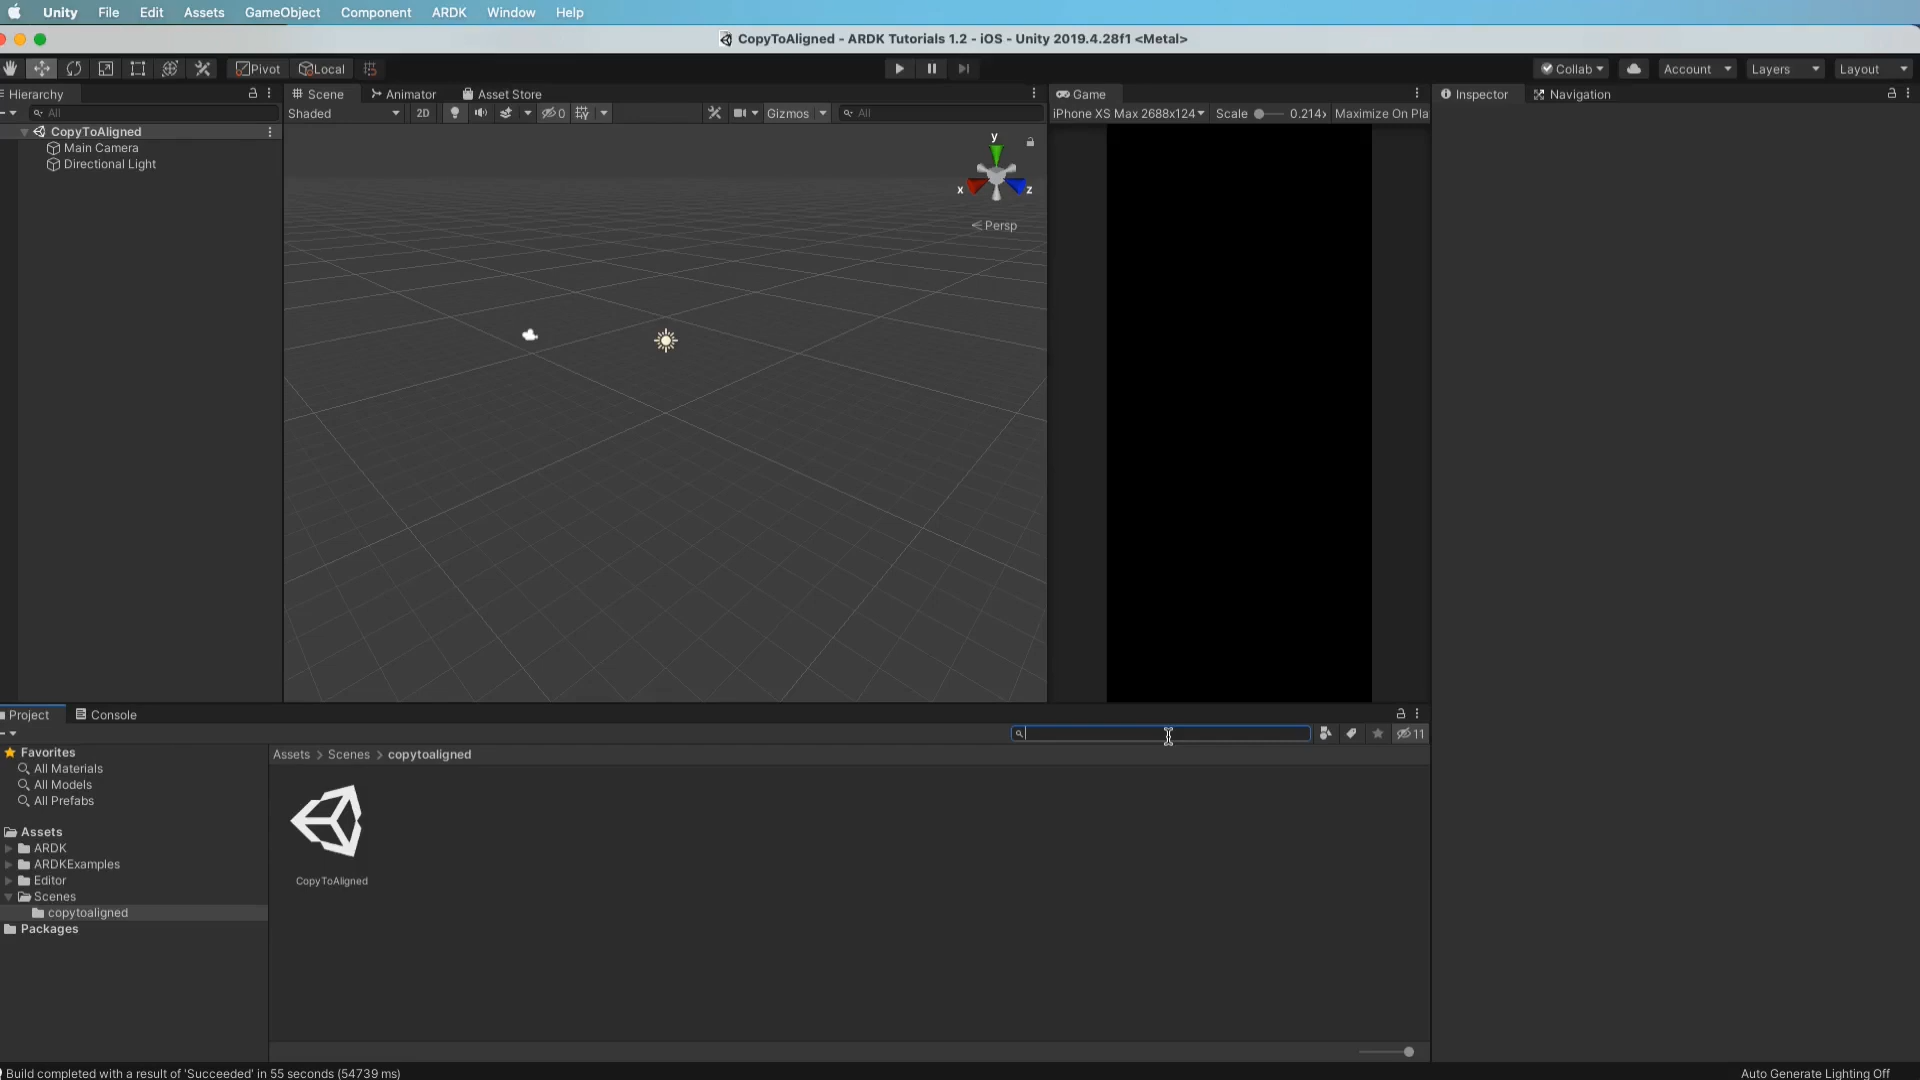 Unity File Edit Assets GameObject Component ARDK Window Help
CopyToAligned - ARDK Tutorials 1.2 - iOS - Unity 2019.4.28f1 <Metal>
Pivot Local Collab Account Layers Layout
Hierarchy
All
CopyToAligned
Main Camera
Directional Light
Scene Animator Asset Store
Shaded 2D 0 Gizmos All
y
x
z
Persp
Game
iPhone XS Max 2688x124 Scale 0.214x Maximize On Pla
Inspector Navigation
Project Console
11
Favorites
All Materials
All Models
All Prefabs
Assets
ARDK
ARDKExamples
Editor
Scenes
copytoaligned
Packages
Assets > Scenes > copytoaligned
CopyToAligned
Build completed with a result of 'Succeeded' in 55 seconds (54739 ms)
Auto Generate Lighting Off